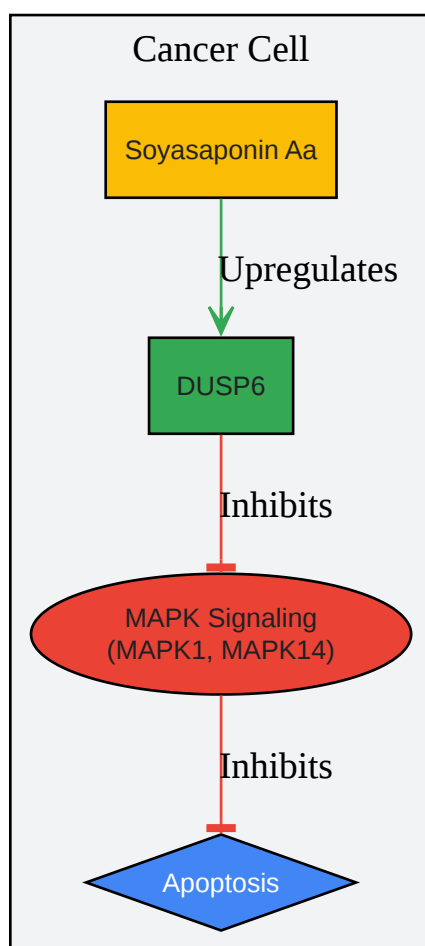 Cancer Cell
Soyasaponin Aa
Upregulates
DUSP6
Inhibits
MAPK Signaling
(MAPK1, MAPK14)
Inhibits
Apoptosis